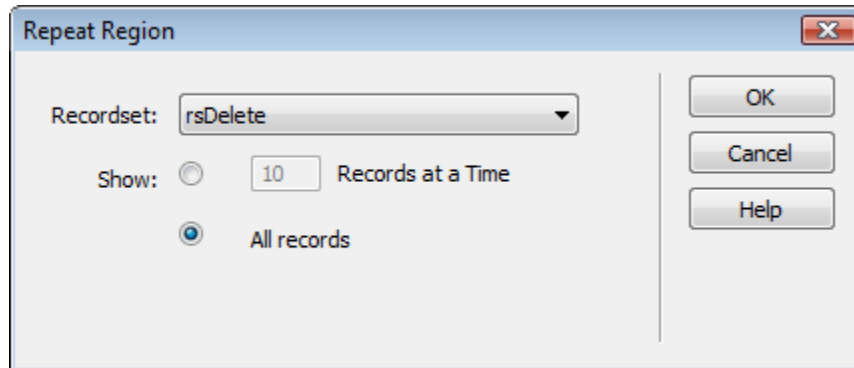 Repeat Region
Recordset: rsDelete
Show: 10 Records at a Time
All records
OK
Cancel
Help